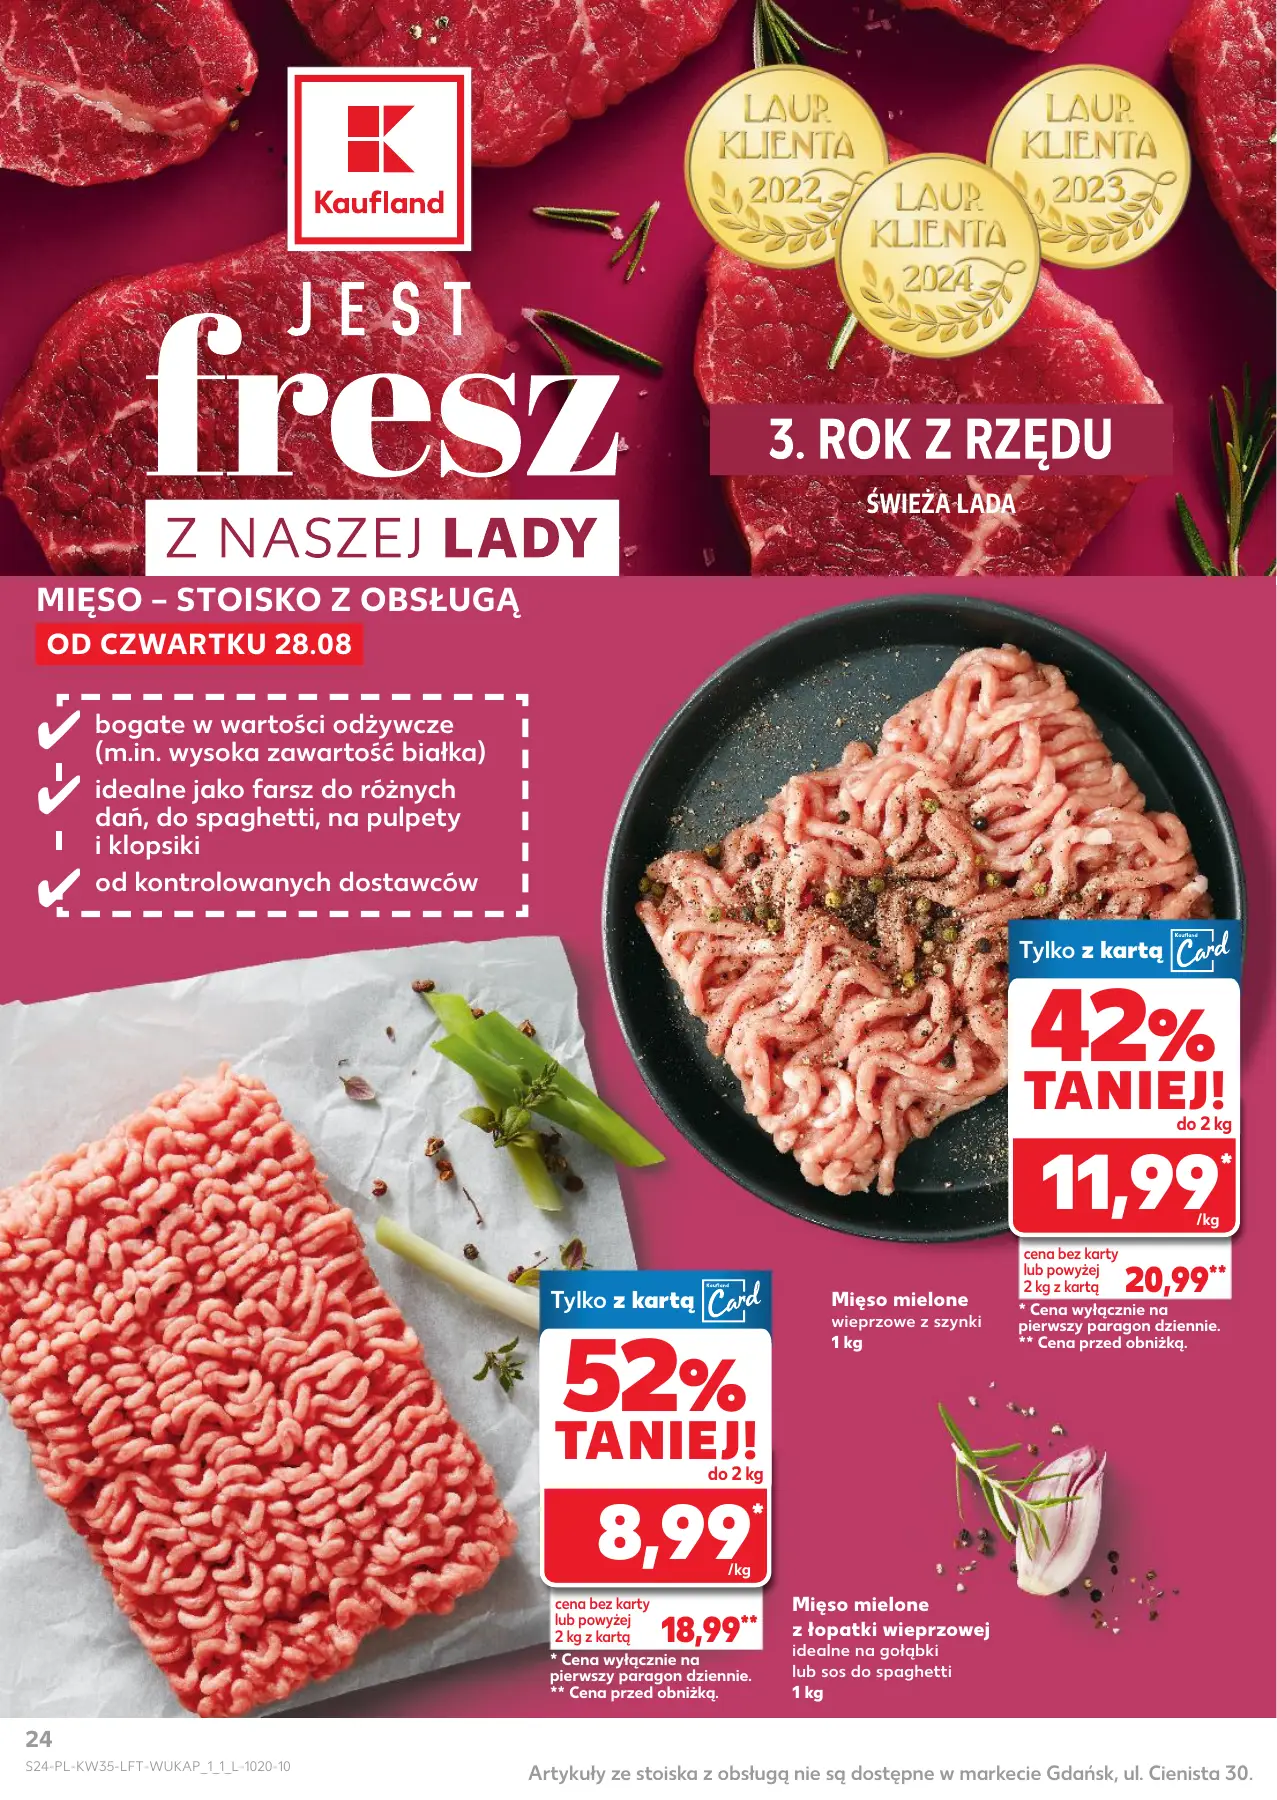 Kaufland
JEST
fresz
Z NASZEJ LADY
LAUR
KLIENTA
2022
LAUR
KLIENTA
2024
LAUR
KLIENTA
2023
3. ROK Z RZĘDU
ŚWIEŻA LADA
MIĘSO – STOISKO Z OBSŁUGĄ
OD CZWARTKU 28.08
bogate w wartości odżywcze
(m.in. wysoka zawartość białka)
idealne jako farsz do różnych
dań, do spaghetti, na pulpety
i klopsiki
od kontrolowanych dostawców
Tylko z kartą Kaufland Card
42%
TANIEJ!
do 2 kg
11,99*
/kg
cena bez karty
lub powyżej
2 kg z kartą
20,99**
* Cena wyłącznie na
pierwszy paragon dziennie.
** Cena przed obniżką.
Mięso mielone
wieprzowe z szynki
1 kg
Tylko z kartą Kaufland Card
52%
TANIEJ!
do 2 kg
8,99*
/kg
cena bez karty
lub powyżej
2 kg z kartą
18,99**
* Cena wyłącznie na
pierwszy paragon dziennie.
** Cena przed obniżką.
Mięso mielone
z łopatki wieprzowej
idealne na gołąbki
lub sos do spaghetti
1 kg
24
S24-PL-KW35-LFT-WUKAP_1_1_L-1020-10
Artykuły ze stoiska z obsługą nie są dostępne w markecie Gdańsk, ul. Cienista 30.